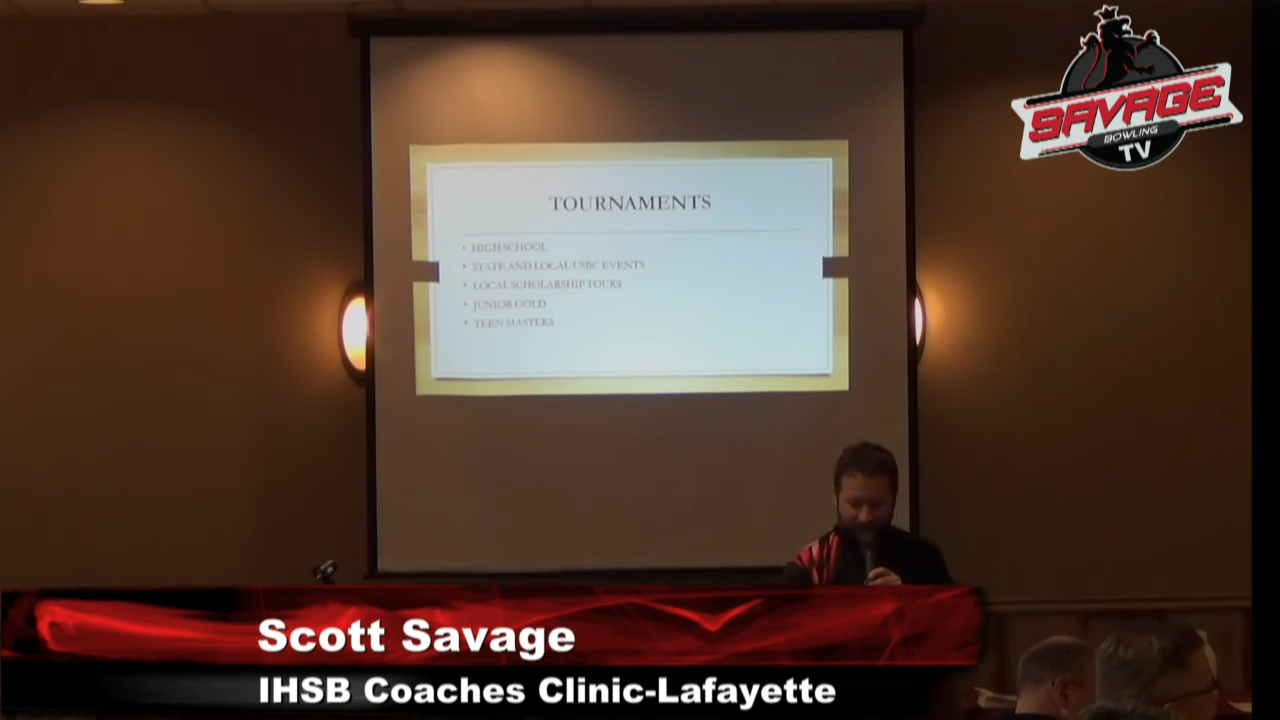 SAVAGE
BOWLING
TV
TOURNAMENTS
• HIGH SCHOOL
• STATE AND LOCAL USBC EVENTS
• LOCAL SCHOLARSHIP TOURS
• JUNIOR GOLD
• TEEN MASTERS
Scott Savage
IHSB Coaches Clinic-Lafayette